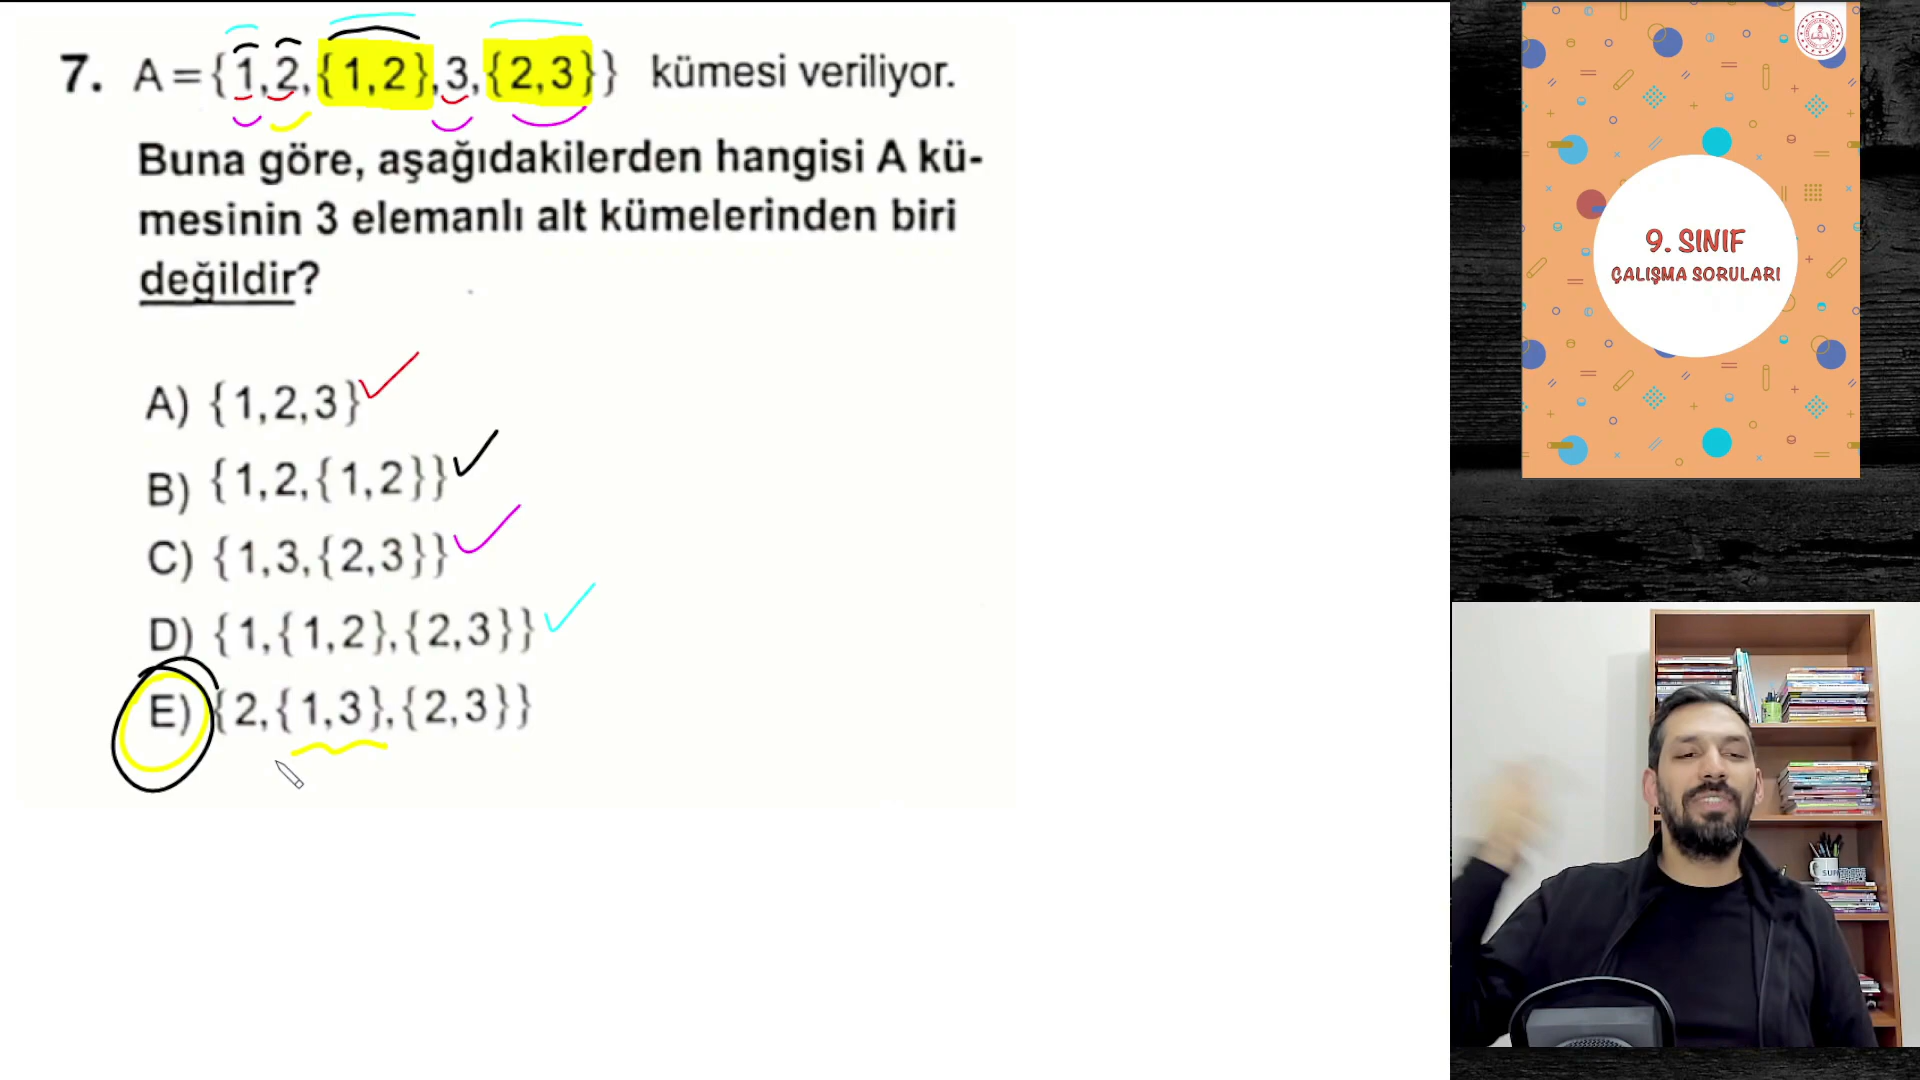 7. A={1,2,{1,2},3,{2,3}} kümesi veriliyor.
Buna göre, aşağıdakilerden hangisi A kü-
mesinin 3 elemanlı alt kümelerinden biri
değildir?
A) {1,2,3}
B) {1,2,{1,2}}
C) {1,3,{2,3}}
D) {1,{1,2},{2,3}}
E) {2,{1,3},{2,3}}
9. SINIF
ÇALIŞMA SORULARI